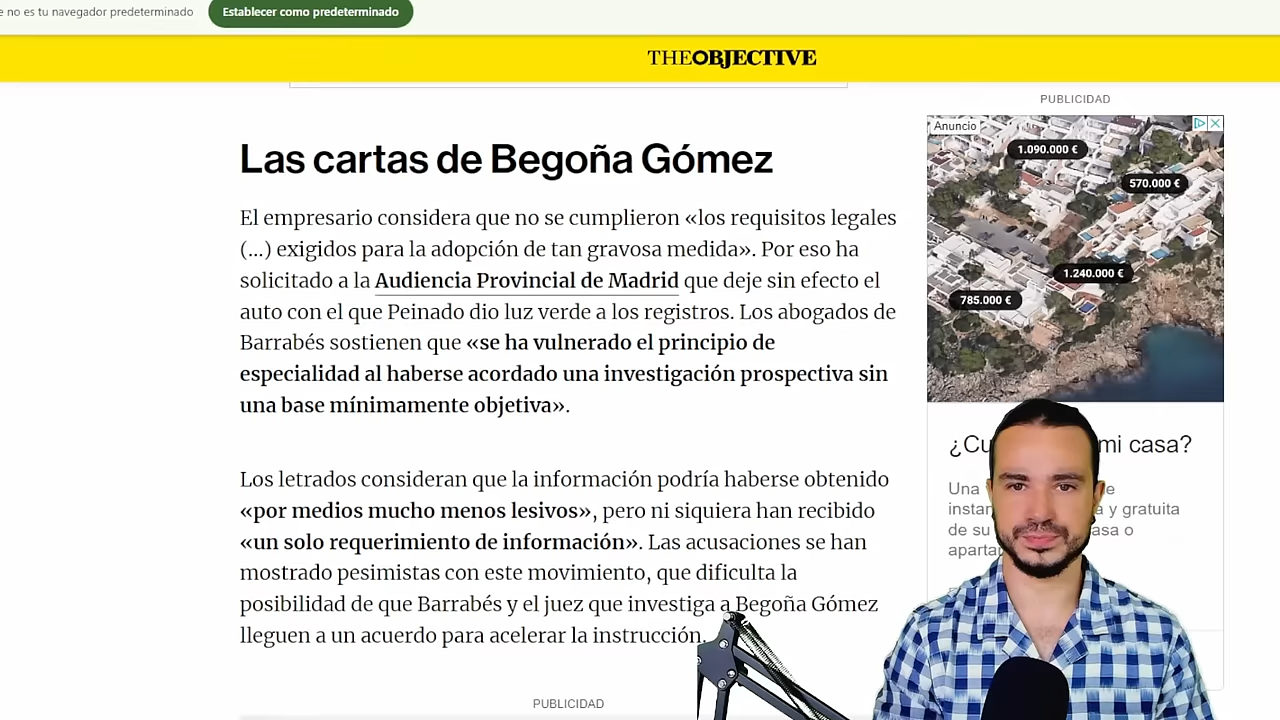 e no es tu navegador predeterminado
Establecer como predeterminado
THEOBJECTIVE
PUBLICIDAD
Anuncio
1.090.000 €
570.000 €
1.240.000 €
785.000 €
Las cartas de Begoña Gómez
El empresario considera que no se cumplieron «los requisitos legales
(...) exigidos para la adopción de tan gravosa medida». Por eso ha
solicitado a la Audiencia Provincial de Madrid que deje sin efecto el
auto con el que Peinado dio luz verde a los registros. Los abogados de
Barrabés sostienen que «se ha vulnerado el principio de
especialidad al haberse acordado una investigación prospectiva sin
una base mínimamente objetiva».
Los letrados consideran que la información podría haberse obtenido
«por medios mucho menos lesivos», pero ni siquiera han recibido
«un solo requerimiento de información». Las acusaciones se han
mostrado pesimistas con este movimiento, que dificulta la
posibilidad de que Barrabés y el juez que investiga a Begoña Gómez
lleguen a un acuerdo para acelerar la instrucción.
¿Cu mi casa?
Una e
instan a y gratuita
de su asa o
aparta
PUBLICIDAD